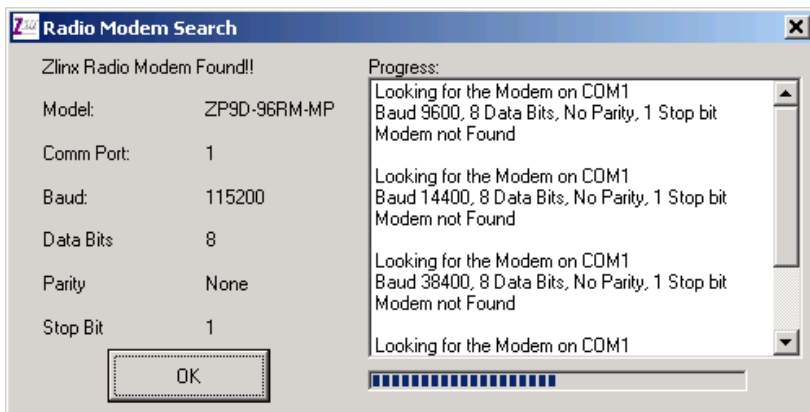 Radio Modem Search
Zlinx Radio Modem Found!!
Model: ZP9D-96RM-MP
Comm Port: 1
Baud: 115200
Data Bits 8
Parity None
Stop Bit 1
OK
Progress:
Looking for the Modem on COM1
Baud 9600, 8 Data Bits, No Parity, 1 Stop bit
Modem not Found
Looking for the Modem on COM1
Baud 14400, 8 Data Bits, No Parity, 1 Stop bit
Modem not Found
Looking for the Modem on COM1
Baud 38400, 8 Data Bits, No Parity, 1 Stop bit
Modem not Found
Looking for the Modem on COM1